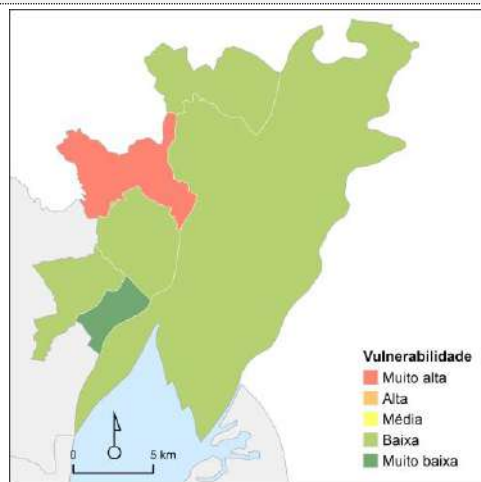 Vulnerabilidade
Muito alta
Alta
Média
Baixa
Muito baixa
0 5 km